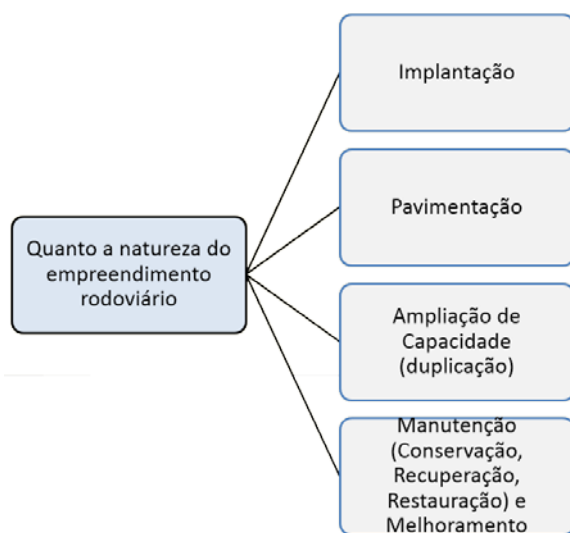 Implantação
Pavimentação
Quanto a natureza do
empreendimento
rodoviário
Ampliação de
Capacidade
(duplicação)
Manutenção
(Conservação,
Recuperação,
Restauração) e
Melhoramento